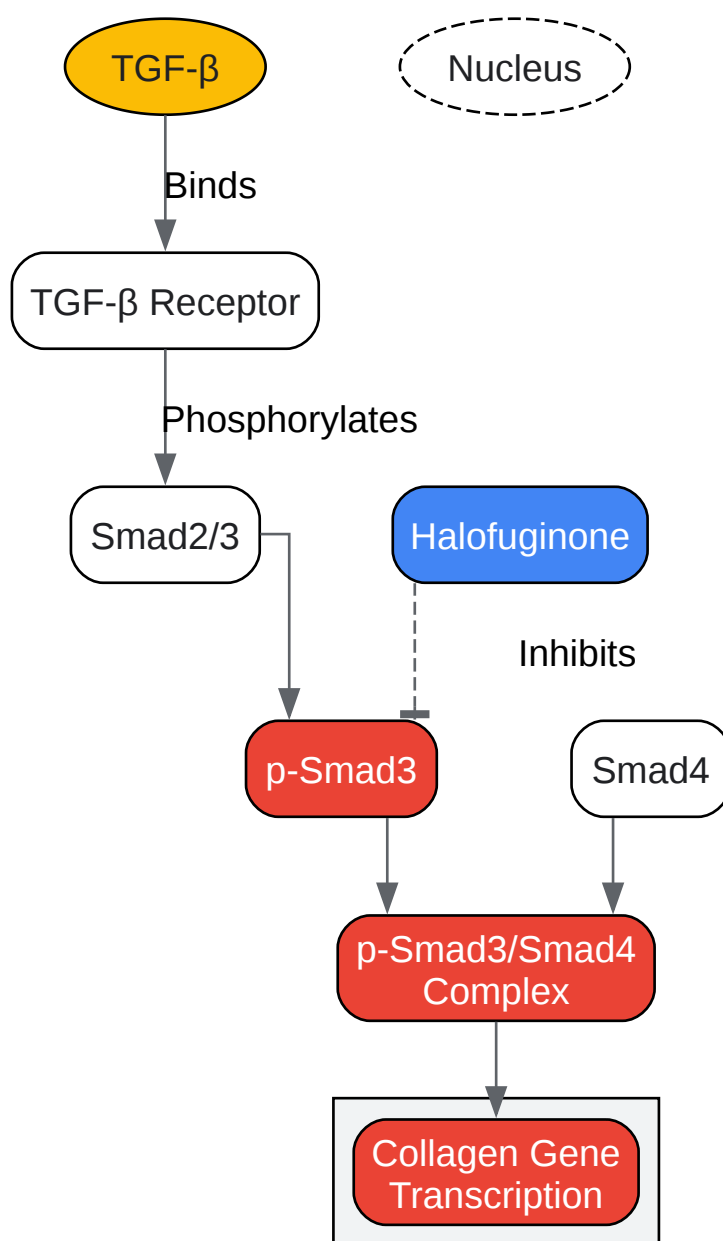 TGF-β
Nucleus
Binds
TGF-β Receptor
Phosphorylates
Smad2/3
Halofuginone
Inhibits
p-Smad3
Smad4
p-Smad3/Smad4
Complex
Collagen Gene
Transcription